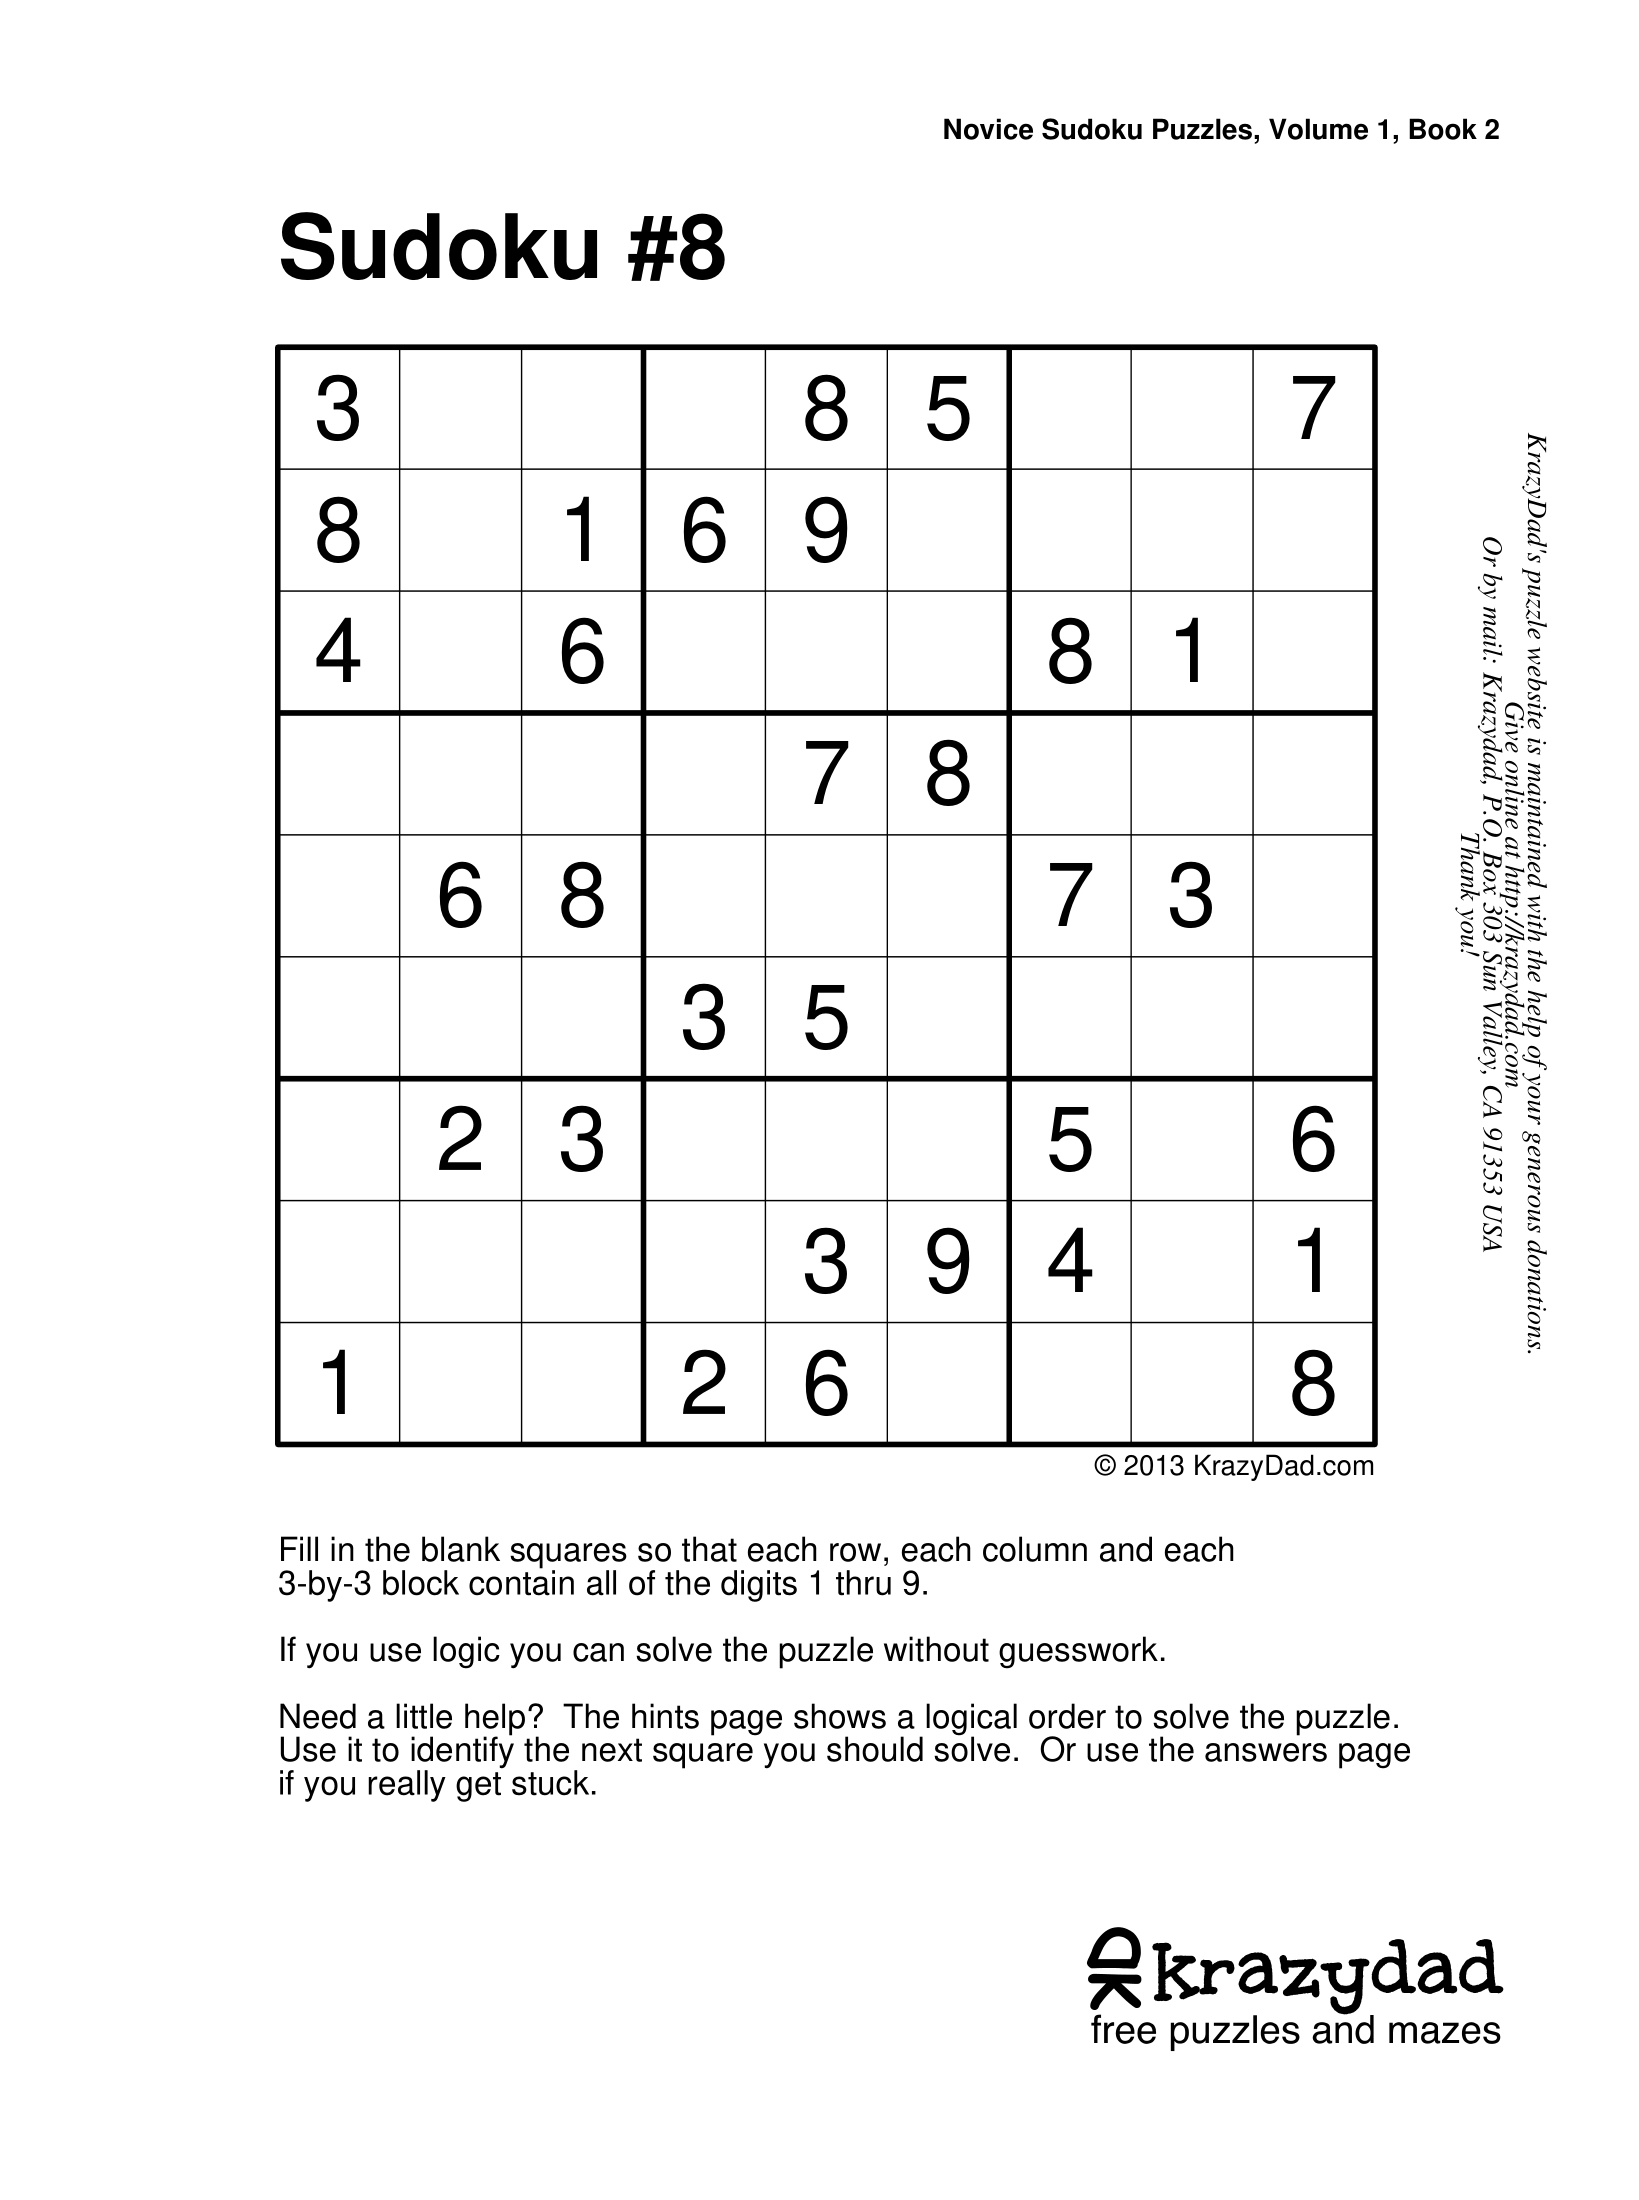 Novice Sudoku Puzzles, Volume 1, Book 2
Sudoku #8
3 8 5 7
8 1 6 9
4 6 8 1
7 8
6 8 7 3
3 5
2 3 5 6
3 9 4 1
1 2 6 8
© 2013 KrazyDad.com
KrazyDad's puzzle website is maintained with the help of your generous donations.
Give online at http://krazydad.com
Or by mail: Krazydad, P.O. Box 303 Sun Valley, CA 91353 USA
Thank you!
Fill in the blank squares so that each row, each column and each
3-by-3 block contain all of the digits 1 thru 9.
If you use logic you can solve the puzzle without guesswork.
Need a little help?  The hints page shows a logical order to solve the puzzle.
Use it to identify the next square you should solve.  Or use the answers page
if you really get stuck.
DK krazydad
free puzzles and mazes